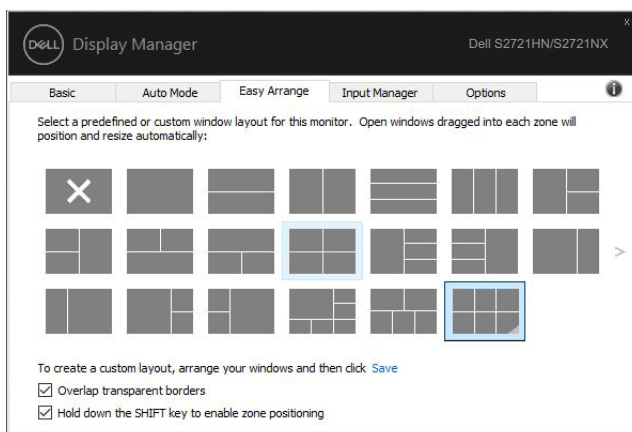 x
DELL Display Manager Dell S2721HN/S2721NX
Basic Auto Mode Easy Arrange Input Manager Options
Select a predefined or custom window layout for this monitor. Open windows dragged into each zone will
position and resize automatically:
To create a custom layout, arrange your windows and then click Save
Overlap transparent borders
Hold down the SHIFT key to enable zone positioning